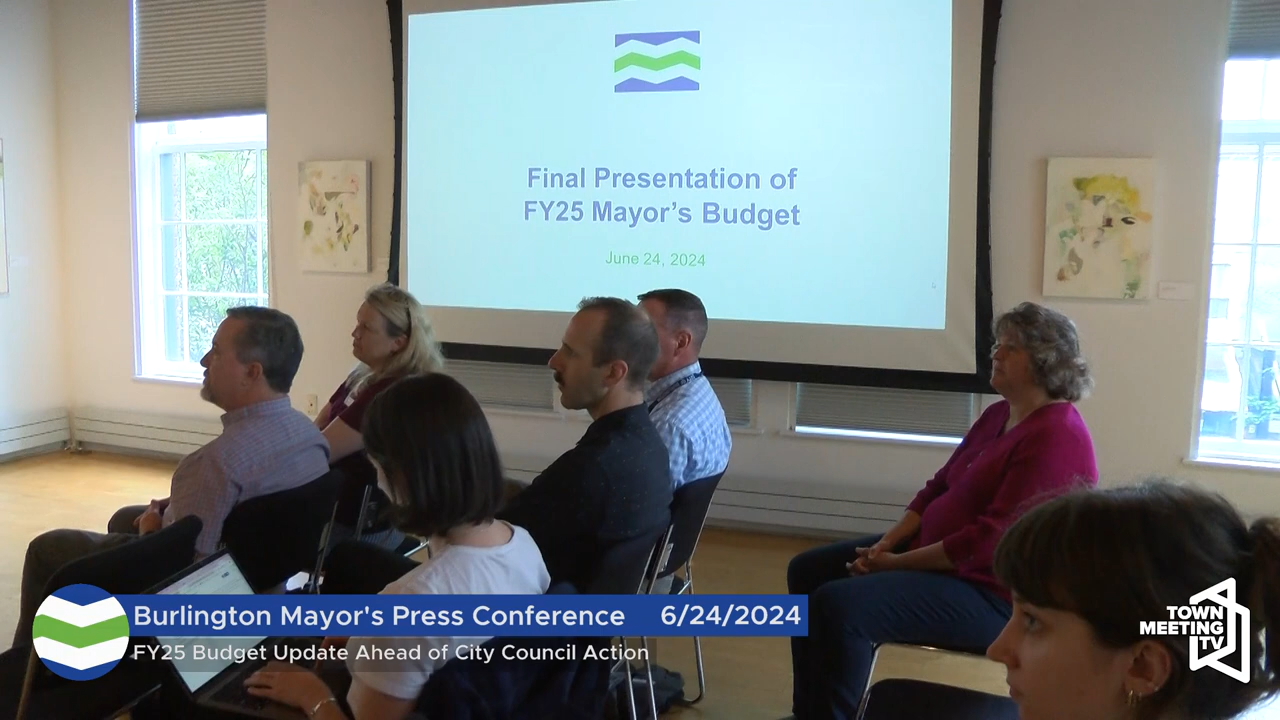 Final Presentation of
FY25 Mayor's Budget
June 24, 2024
Burlington Mayor's Press Conference 6/24/2024
FY25 Budget Update Ahead of City Council Action
TOWN
MEETING
TV